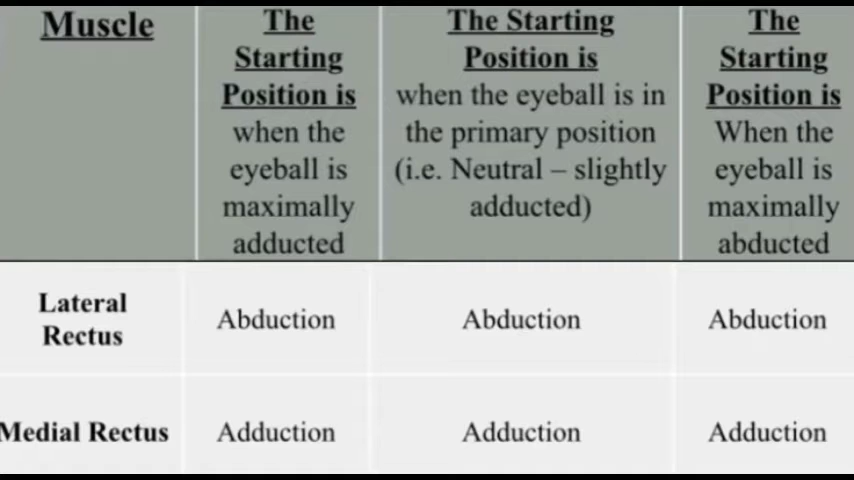 Muscle
The
Starting
Position is
when the
eyeball is
maximally
adducted
The Starting
Position is
when the eyeball is in
the primary position
(i.e. Neutral – slightly
adducted)
The
Starting
Position is
When the
eyeball is
maximally
abducted
Lateral
Rectus
Abduction
Abduction
Abduction
Medial Rectus
Adduction
Adduction
Adduction